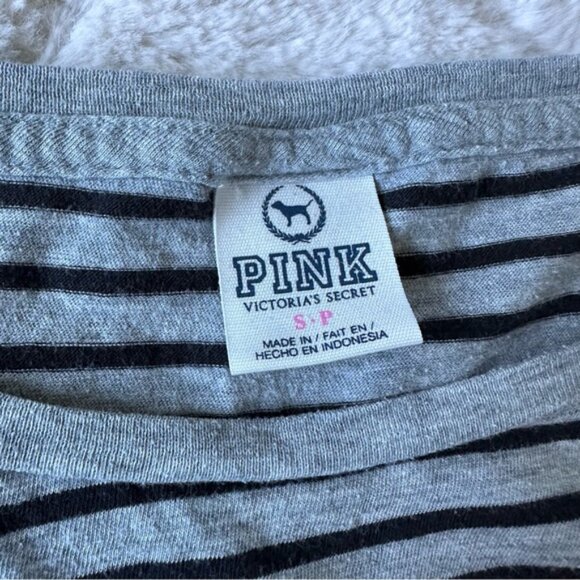 PINK
VICTORIA'S SECRET
S·P
MADE IN / FAIT EN /
HECHO EN INDONESIA